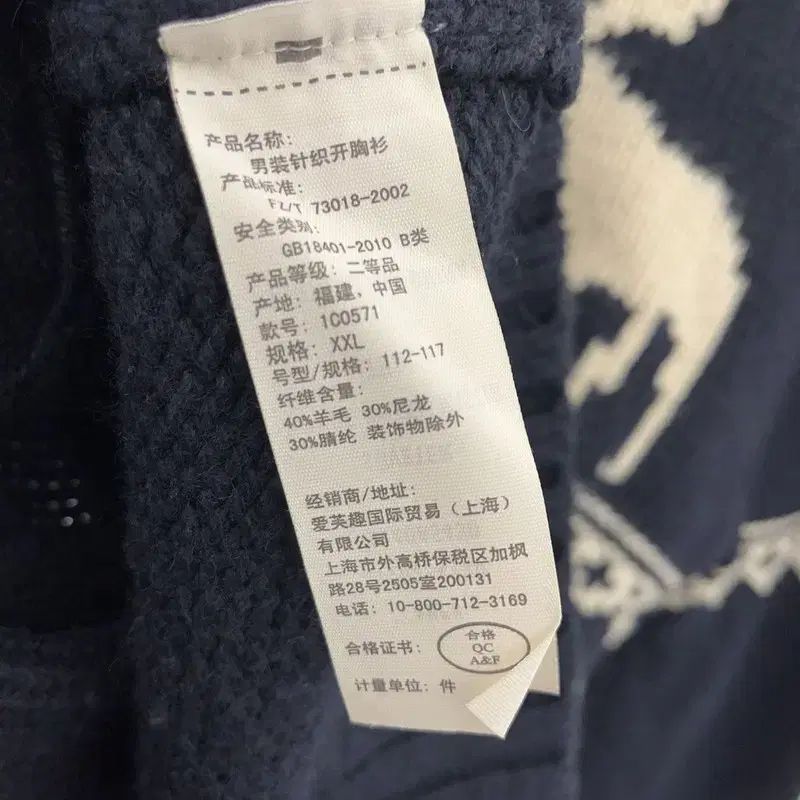 产品名称:
男装针织开胸衫
产品标准:
FZ/T 73018-2002
安全类别:
GB18401-2010 B类
产品等级: 二等品
产地: 福建, 中国
款号: 1C0571
规格: XXL
号型/规格: 112-117
纤维含量:
40%羊毛 30%尼龙
30%腈纶 装饰物除外
经销商/地址:
爱芙趣国际贸易（上海）
有限公司
上海市外高桥保税区加枫
路28号2505室200131
电话: 10-800-712-3169
合格证书:
合格
QC
A&F
计量单位: 件